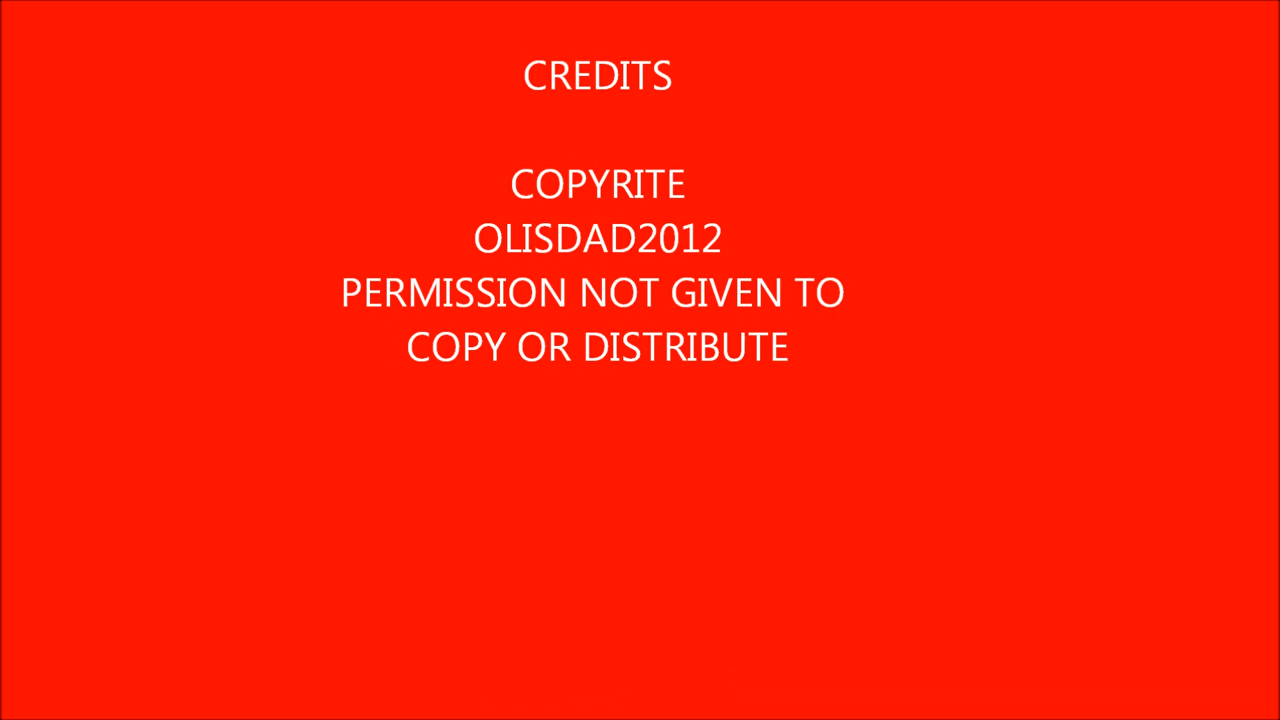 CREDITS
COPYRITE
OLISDAD2012
PERMISSION NOT GIVEN TO
COPY OR DISTRIBUTE